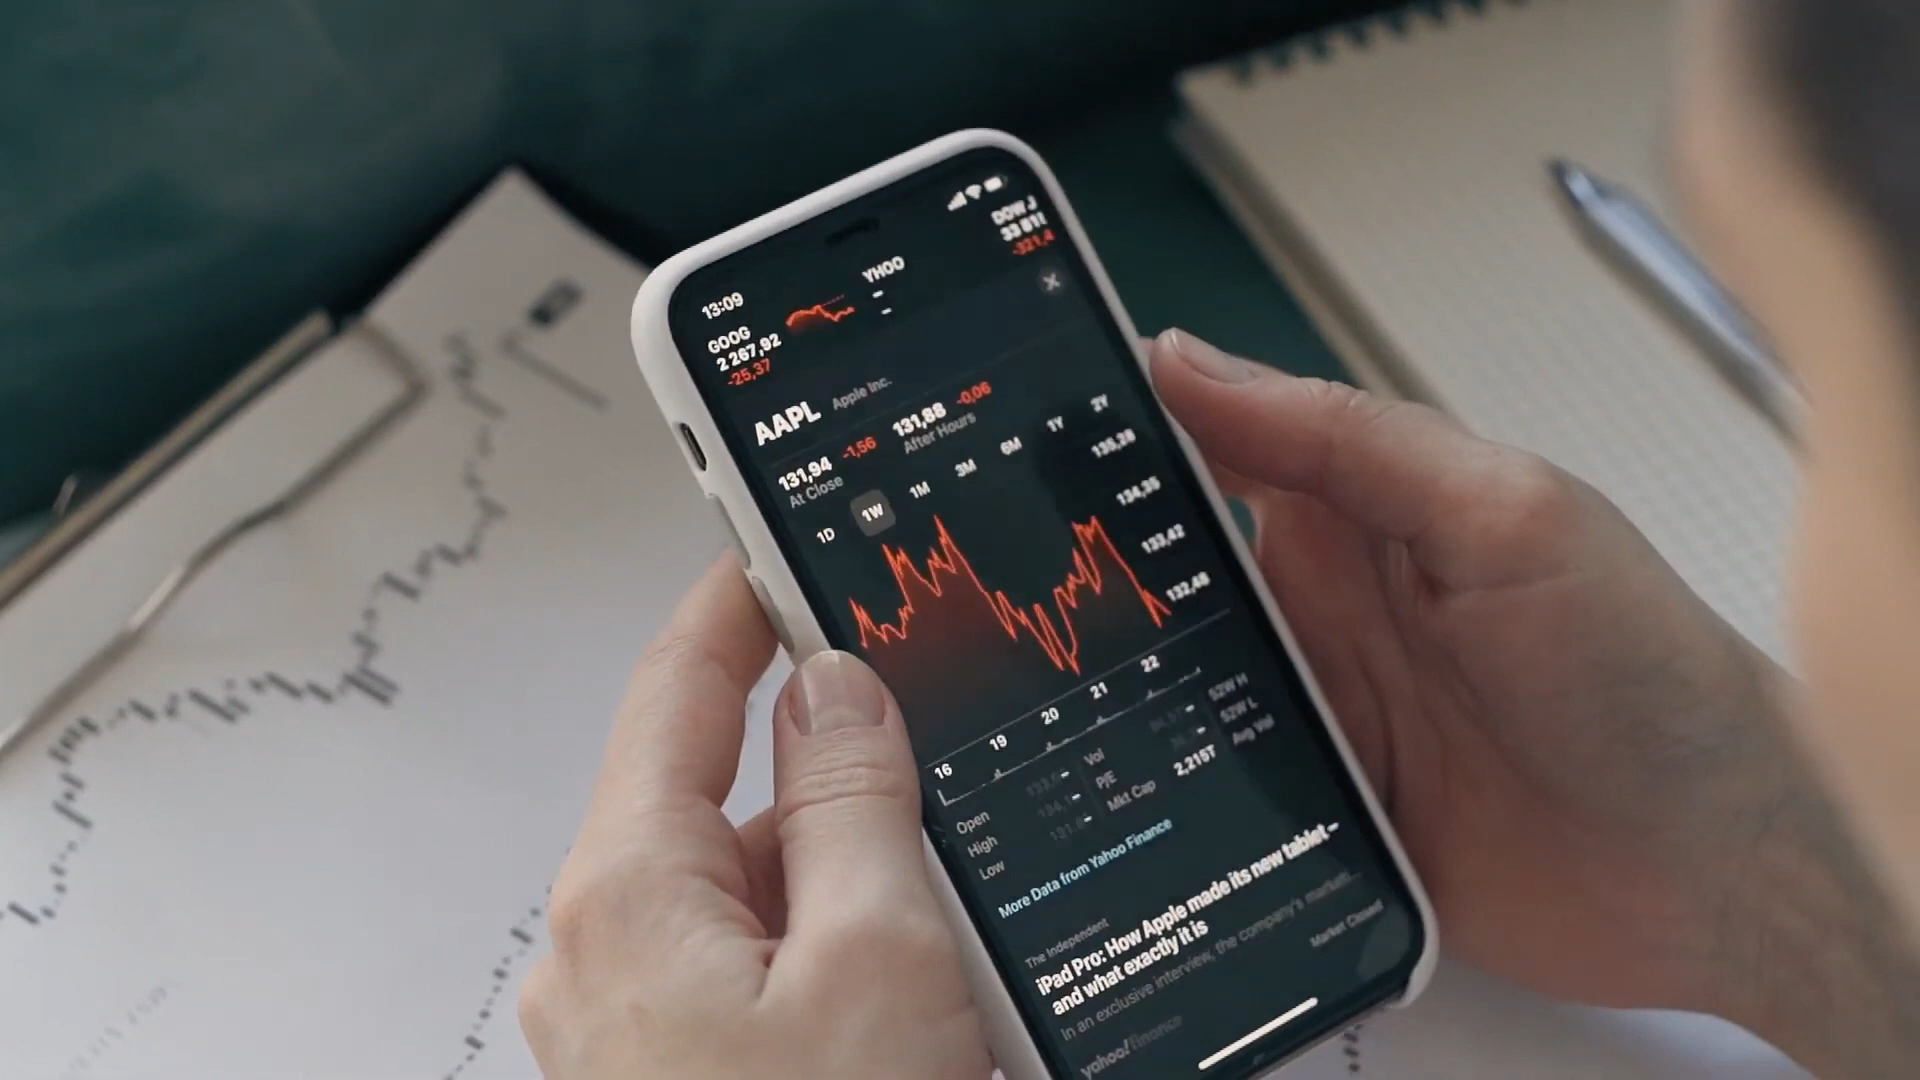 13:09
GOOG
2 267,92
-25,37
YHOO
-
-
DOW J
33 81
-321,4
AAPL Apple Inc.
131,94 -1,56
At Close
131,88 -0,06
After Hours
1D 1W 1M 3M 6M 1Y 2Y
135,28
134,35
133,42
132,48
16 19 20 21 22
Open
High
Low
Vol -
P/E -
Mkt Cap 2,215T
52W H
52W L
Avg Vol
More Data from Yahoo Finance
The Independent
iPad Pro: How Apple made its new tablet –
and what exactly it is
In an exclusive interview, the company's marketi...
yahoo!finance
Market Closed